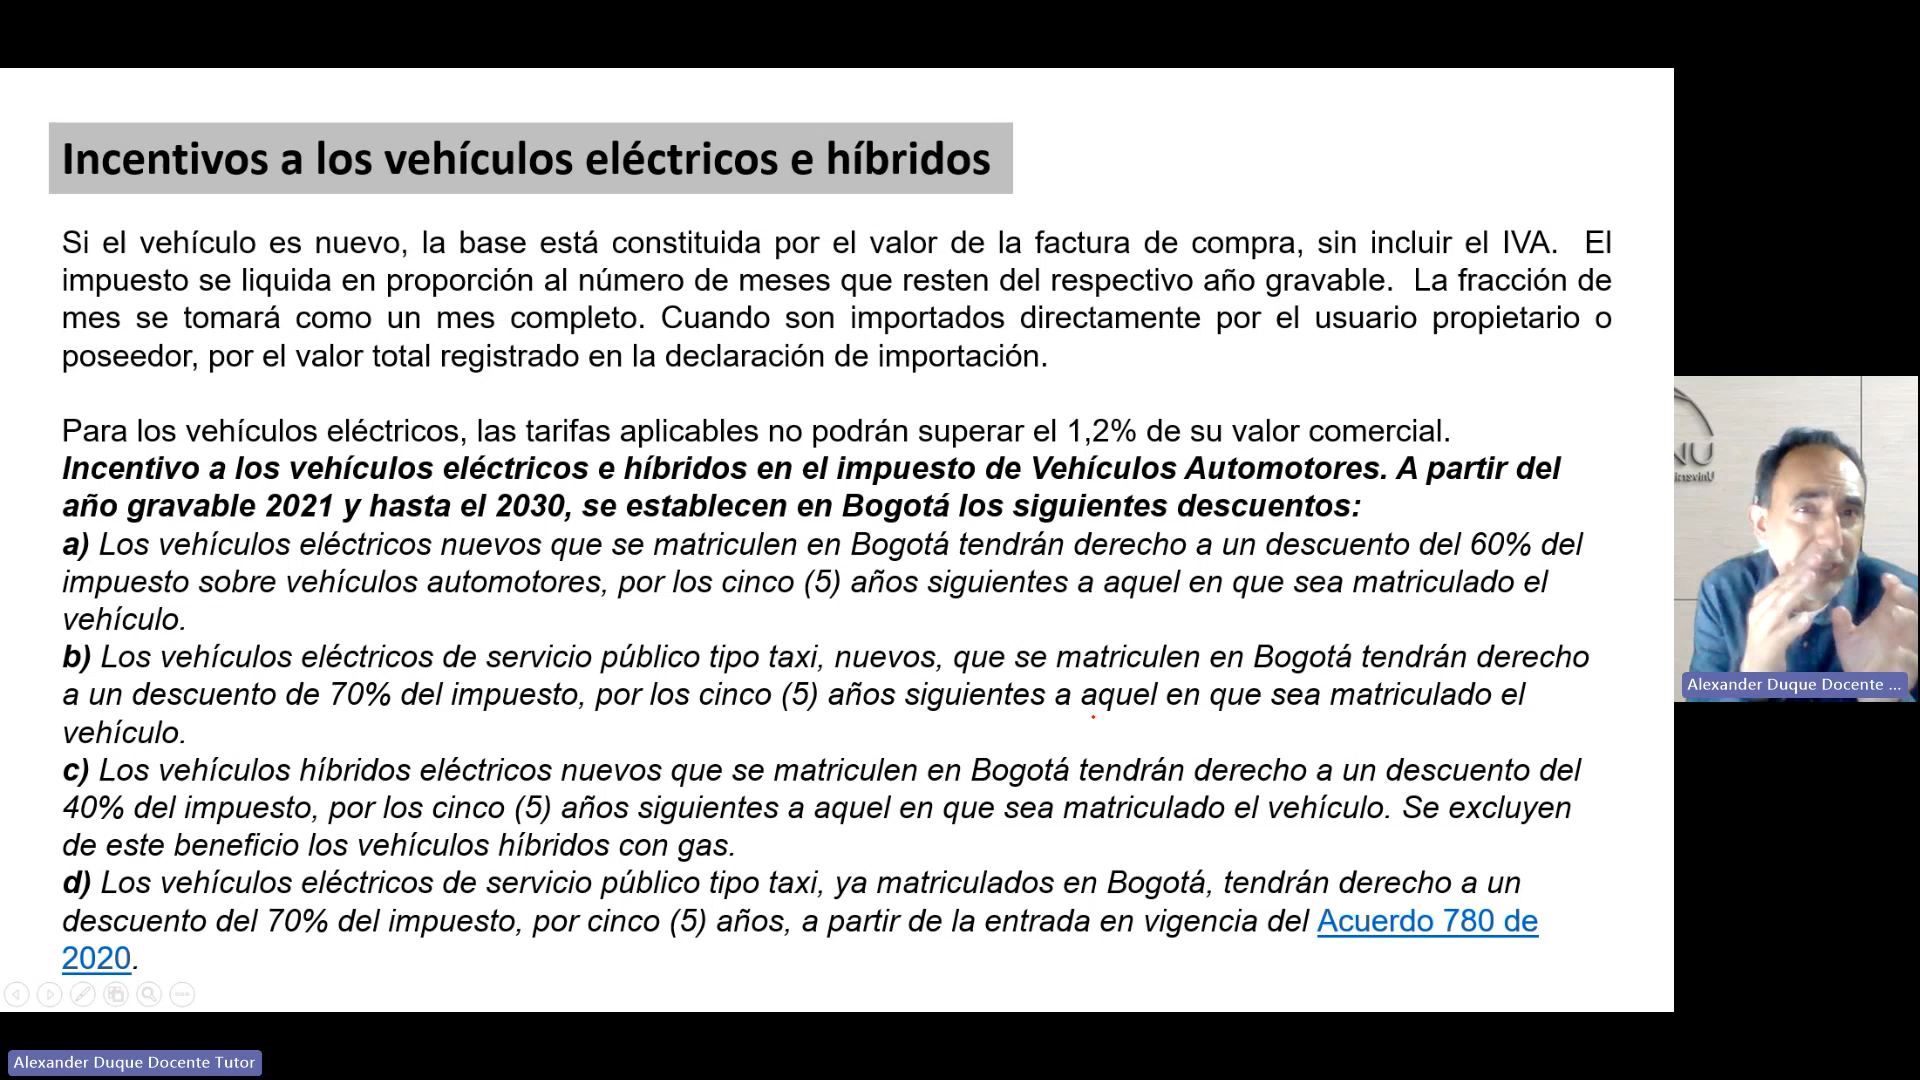 Incentivos a los vehículos eléctricos e híbridos
Si el vehículo es nuevo, la base está constituida por el valor de la factura de compra, sin incluir el IVA. El
impuesto se liquida en proporción al número de meses que resten del respectivo año gravable. La fracción de
mes se tomará como un mes completo. Cuando son importados directamente por el usuario propietario o
poseedor, por el valor total registrado en la declaración de importación.
Para los vehículos eléctricos, las tarifas aplicables no podrán superar el 1,2% de su valor comercial.
Incentivo a los vehículos eléctricos e híbridos en el impuesto de Vehículos Automotores. A partir del
año gravable 2021 y hasta el 2030, se establecen en Bogotá los siguientes descuentos:
a) Los vehículos eléctricos nuevos que se matriculen en Bogotá tendrán derecho a un descuento del 60% del
impuesto sobre vehículos automotores, por los cinco (5) años siguientes a aquel en que sea matriculado el
vehículo.
b) Los vehículos eléctricos de servicio público tipo taxi, nuevos, que se matriculen en Bogotá tendrán derecho
a un descuento de 70% del impuesto, por los cinco (5) años siguientes a aquel en que sea matriculado el
vehículo.
c) Los vehículos híbridos eléctricos nuevos que se matriculen en Bogotá tendrán derecho a un descuento del
40% del impuesto, por los cinco (5) años siguientes a aquel en que sea matriculado el vehículo. Se excluyen
de este beneficio los vehículos híbridos con gas.
d) Los vehículos eléctricos de servicio público tipo taxi, ya matriculados en Bogotá, tendrán derecho a un
descuento del 70% del impuesto, por cinco (5) años, a partir de la entrada en vigencia del Acuerdo 780 de
2020.
Alexander Duque Docente ...
Alexander Duque Docente Tutor